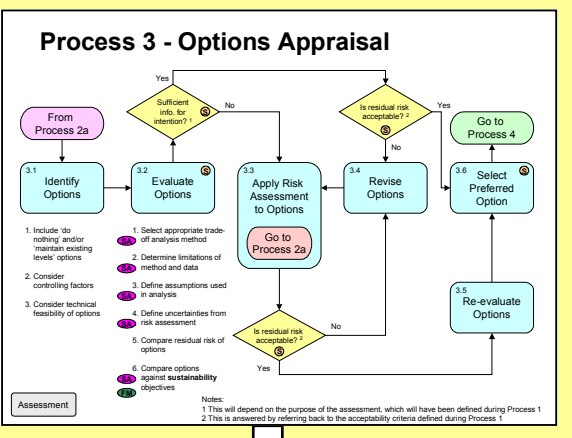 Process 3 - Options Appraisal
From
Process 2a
Yes
Sufficient
info. for
intention? 1
S
No
Is residual risk
acceptable? 2
S
Yes
No
Go to
Process 4
3.1
Identify
Options
3.2
S
Evaluate
Options
3.3
Apply Risk
Assessment
to Options
Go to
Process 2a
3.4
Revise
Options
3.6
S
Select
Preferred
Option
1. Include 'do
nothing' and/or
'maintain existing
levels' options
2. Consider
controlling factors
3. Consider technical
feasibility of options
1. Select appropriate trade-
SA off analysis method
2. Determine limitations of
SA method and data
3. Define assumptions used
SA in analysis
4. Define uncertainties from
SA risk assessment
5. Compare residual risk of
options
6. Compare options
SA against sustainability
FM objectives
3.5
Re-evaluate
Options
Is residual risk
acceptable? 2
S
No
Yes
Assessment
Notes:
1 This will depend on the purpose of the assessment, which will have been defined during Process 1
2 This is answered by referring back to the acceptability criteria defined during Process 1